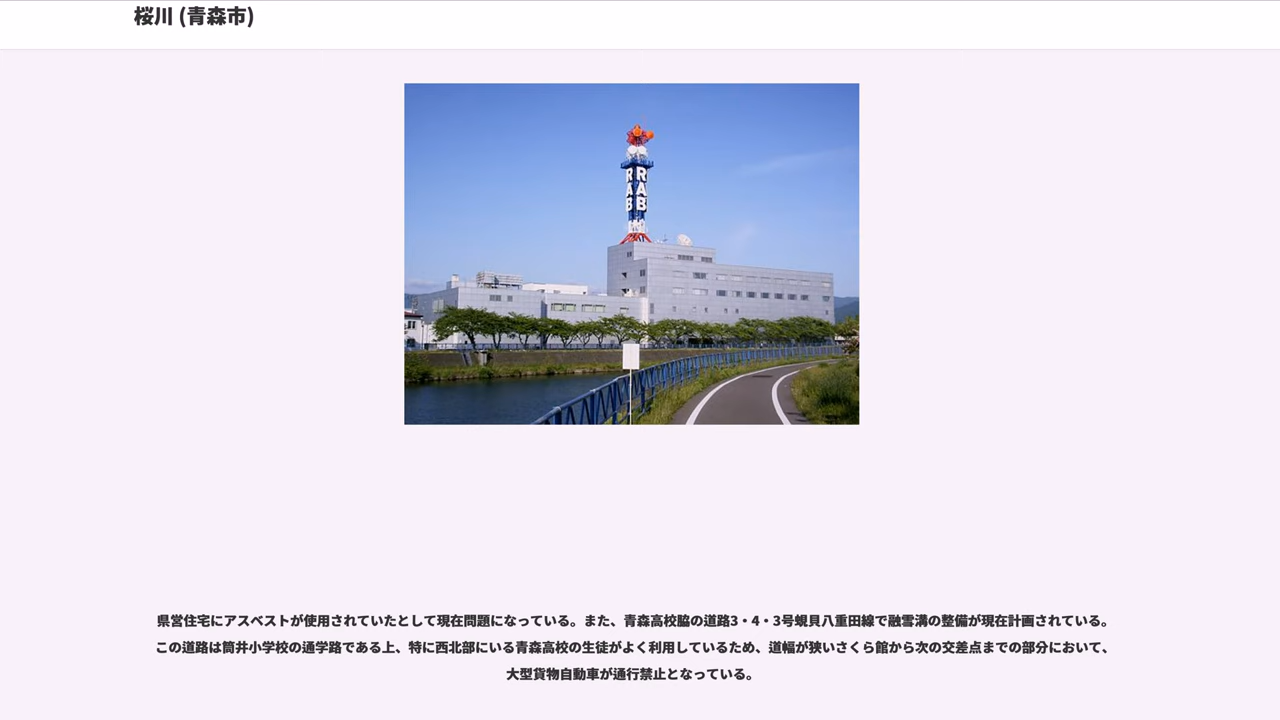 桜川 (青森市)
RAB
RAB
県営住宅にアスベストが使用されていたとして現在問題になっている。また、青森高校脇の道路3・4・3号蜆貝八重田線で融雪溝の整備が現在計画されている。
この道路は筒井小学校の通学路である上、特に西北部にいる青森高校の生徒がよく利用しているため、道幅が狭いさくら館から次の交差点までの部分において、
大型貨物自動車が通行禁止となっている。